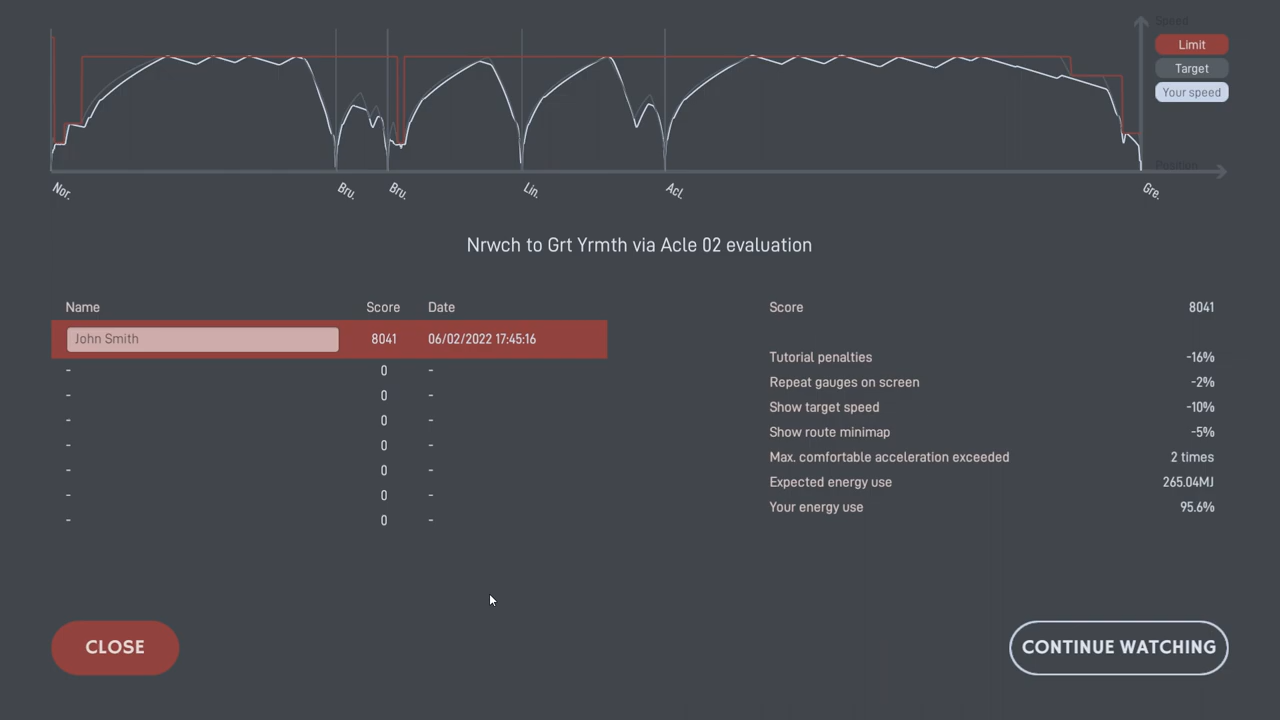 Speed
Limit
Target
Your speed
Position
Nor.
Bru.
Bru.
Lin.
Acl.
Gre.
Nrwch to Grt Yrmth via Acle 02 evaluation
Name Score Date
John Smith 8041 06/02/2022 17:45:16
- 0 -
- 0 -
- 0 -
- 0 -
- 0 -
- 0 -
- 0 -
Score 8041
Tutorial penalties -16%
Repeat gauges on screen -2%
Show target speed -10%
Show route minimap -5%
Max. comfortable acceleration exceeded 2 times
Expected energy use 265.04MJ
Your energy use 95.6%
CLOSE
CONTINUE WATCHING